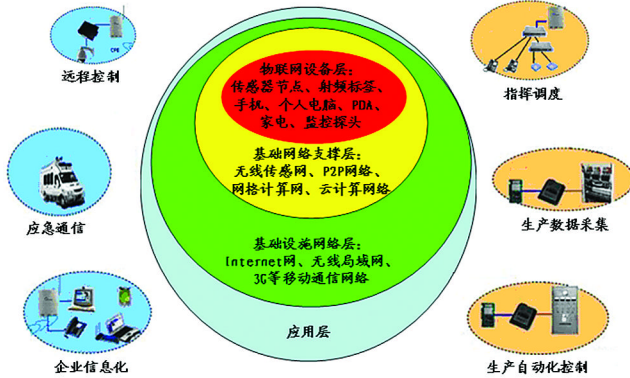 远程控制
应急通信
企业信息化
物联网设备层：
传感器节点、射频标签、
手机、个人电脑、PDA、
家电、监控探头
基础网络支撑层：
无线传感网、P2P网络、
网格计算网、云计算网络
基础设施网络层：
Internet网、无线局域网、
3G等移动通信网络
应用层
指挥调度
生产数据采集
生产自动化控制
CPE